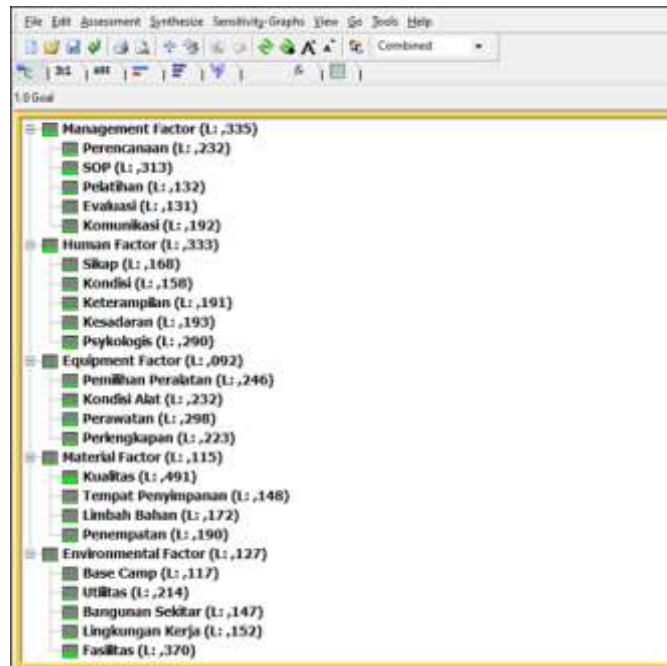 File Edit Assessment Synthesize Sensitivity-Graphs View Go Tools Help
Combined
ABC
1.0 Goal
Management Factor (L: ,335)
Perencanaan (L: ,232)
SOP (L: ,313)
Pelatihan (L: ,132)
Evaluasi (L: ,131)
Komunikasi (L: ,192)
Human Factor (L: ,333)
Sikap (L: ,168)
Kondisi (L: ,158)
Keterampilan (L: ,191)
Kesadaran (L: ,193)
Psykologis (L: ,290)
Equipment Factor (L: ,092)
Pemilihan Peralatan (L: ,246)
Kondisi Alat (L: ,232)
Perawatan (L: ,298)
Perlengkapan (L: ,223)
Material Factor (L: ,115)
Kualitas (L: ,491)
Tempat Penyimpanan (L: ,148)
Limbah Bahan (L: ,172)
Penempatan (L: ,190)
Environmental Factor (L: ,127)
Base Camp (L: ,117)
Utilitas (L: ,214)
Bangunan Sekitar (L: ,147)
Lingkungan Kerja (L: ,152)
Fasilitas (L: ,370)